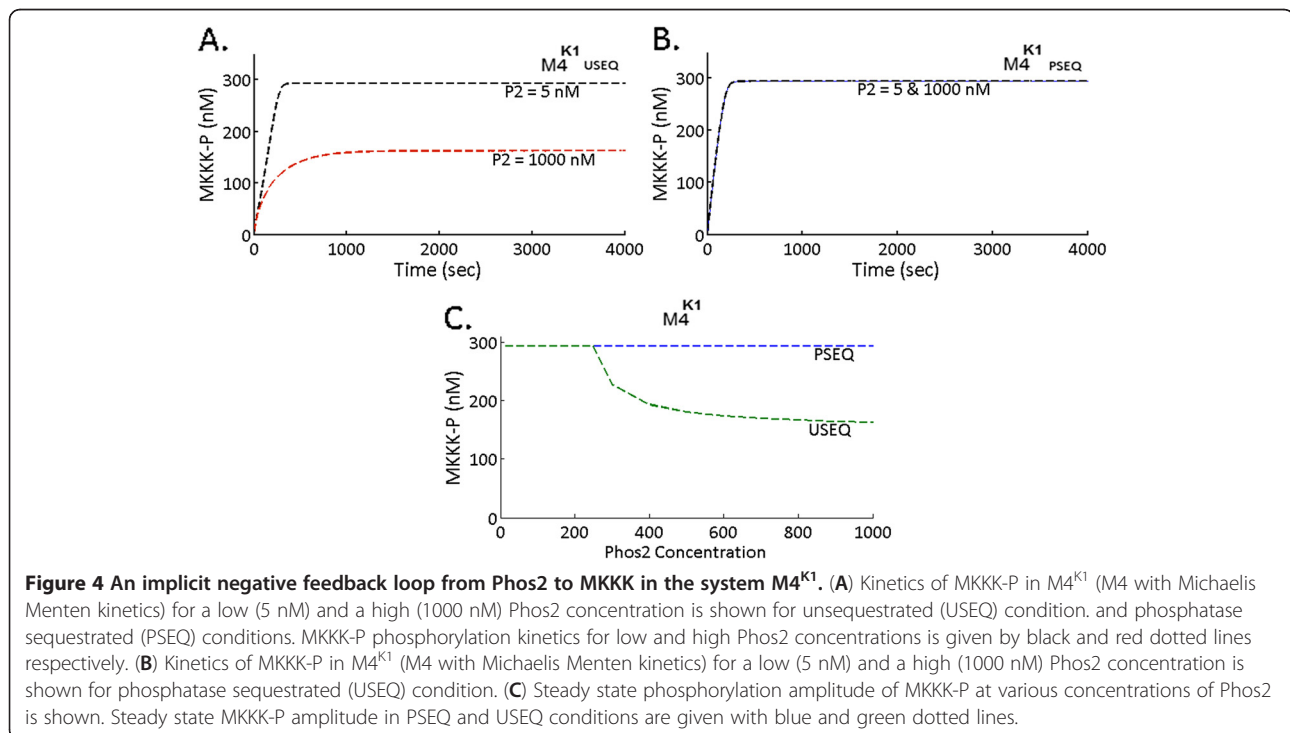 A.
M4 K1 USEQ
300
P2 = 5 nM
200
P2 = 1000 nM
100
0
MKKK-P (nM)
0 1000 2000 3000 4000
Time (sec)
B.
M4 K1 PSEQ
300
P2 = 5 & 1000 nM
200
100
0
MKKK-P (nM)
0 1000 2000 3000 4000
Time (sec)
C.
M4 K1
300
PSEQ
200
USEQ
100
0
MKKK-P (nM)
0 200 400 600 800 1000
Phos2 Concentration
Figure 4 An implicit negative feedback loop from Phos2 to MKKK in the system M4K1. (A) Kinetics of MKKK-P in M4K1 (M4 with Michaelis
Menten kinetics) for a low (5 nM) and a high (1000 nM) Phos2 concentration is shown for unsequestrated (USEQ) condition. and phosphatase
sequestrated (PSEQ) conditions. MKKK-P phosphorylation kinetics for low and high Phos2 concentrations is given by black and red dotted lines
respectively. (B) Kinetics of MKKK-P in M4K1 (M4 with Michaelis Menten kinetics) for a low (5 nM) and a high (1000 nM) Phos2 concentration is
shown for phosphatase sequestrated (USEQ) condition. (C) Steady state phosphorylation amplitude of MKKK-P at various concentrations of Phos2
is shown. Steady state MKKK-P amplitude in PSEQ and USEQ conditions are given with blue and green dotted lines.